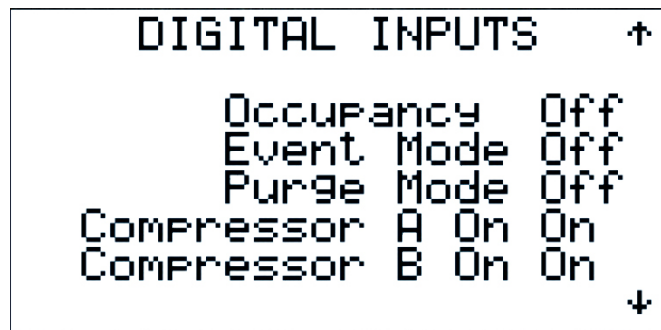 DIGITAL INPUTS ↑
Occupancy Off
Event Mode Off
Purge Mode Off
Compressor A On On
Compressor B On On
↓